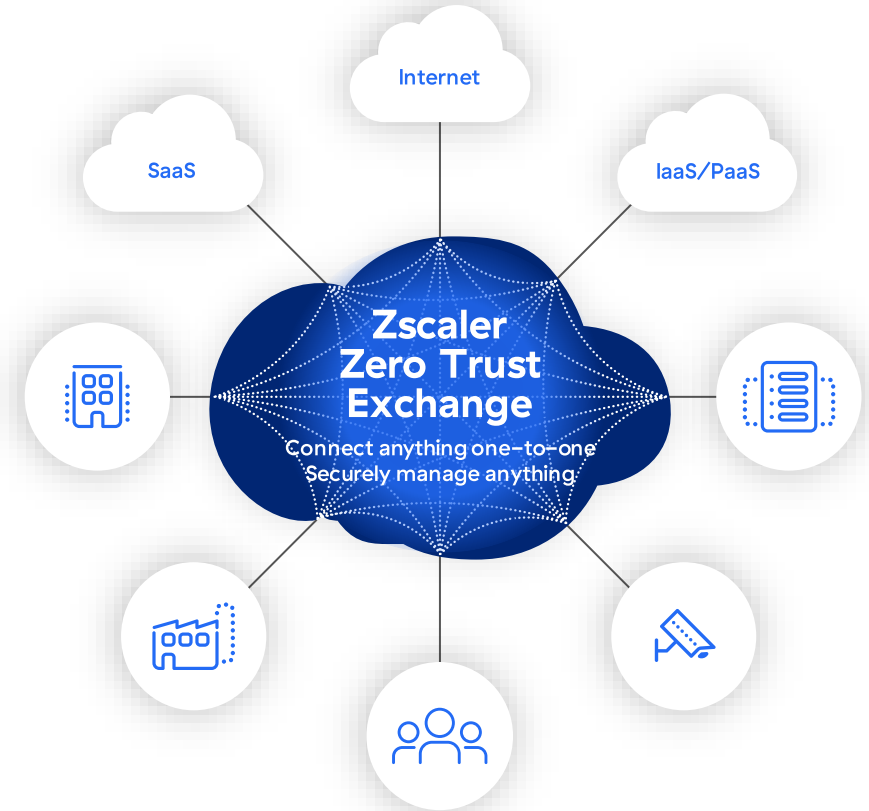 Internet
SaaS
IaaS/PaaS
Zscaler
Zero Trust
Exchange
Connect anything one-to-one
Securely manage anything